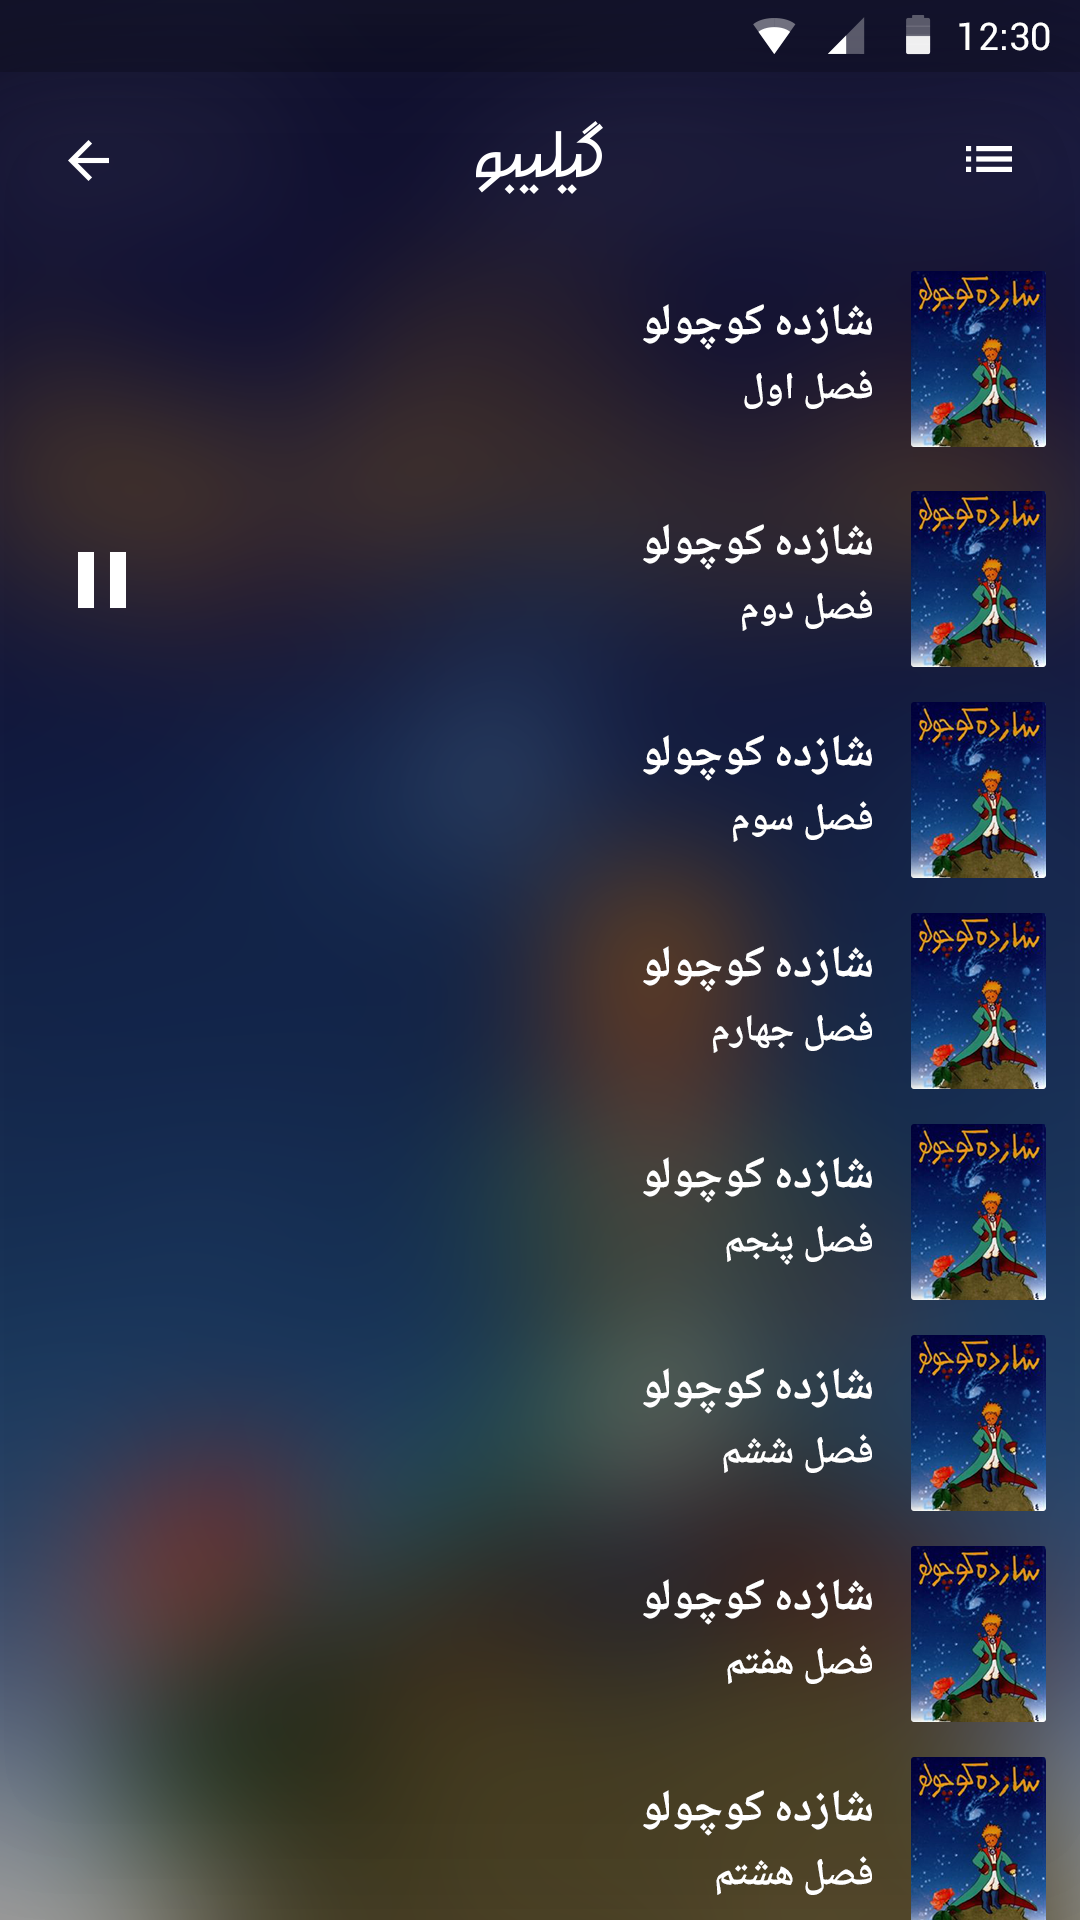 12:30
گیلیبو
شازده کوچولو
شازده کوچولو
فصل اول
شازده کوچولو
شازده کوچولو
فصل دوم
شازده کوچولو
شازده کوچولو
فصل سوم
شازده کوچولو
شازده کوچولو
فصل جهارم
شازده کوچولو
شازده کوچولو
فصل پنجم
شازده کوچولو
شازده کوچولو
فصل ششم
شازده کوچولو
شازده کوچولو
فصل هفتم
شازده کوچولو
شازده کوچولو
فصل هشتم